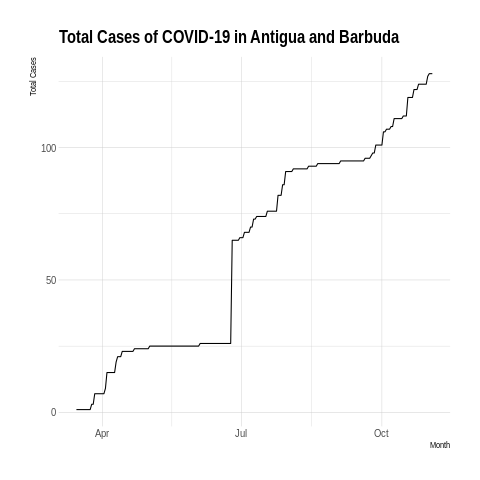 Total Cases of COVID-19 in Antigua and Barbuda
Total Cases
100
50
0
Apr
Jul
Oct
Month